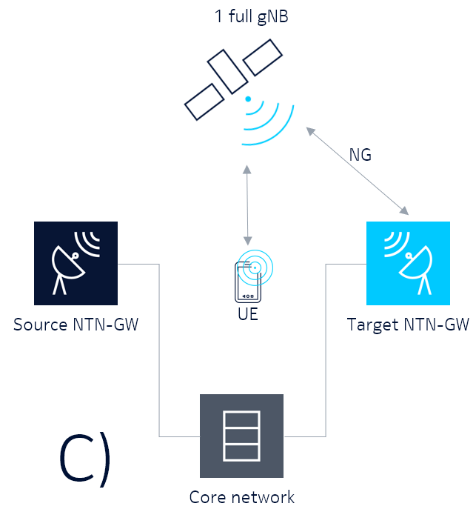 1 full gNB
NG
Source NTN-GW
UE
Target NTN-GW
C)
Core network